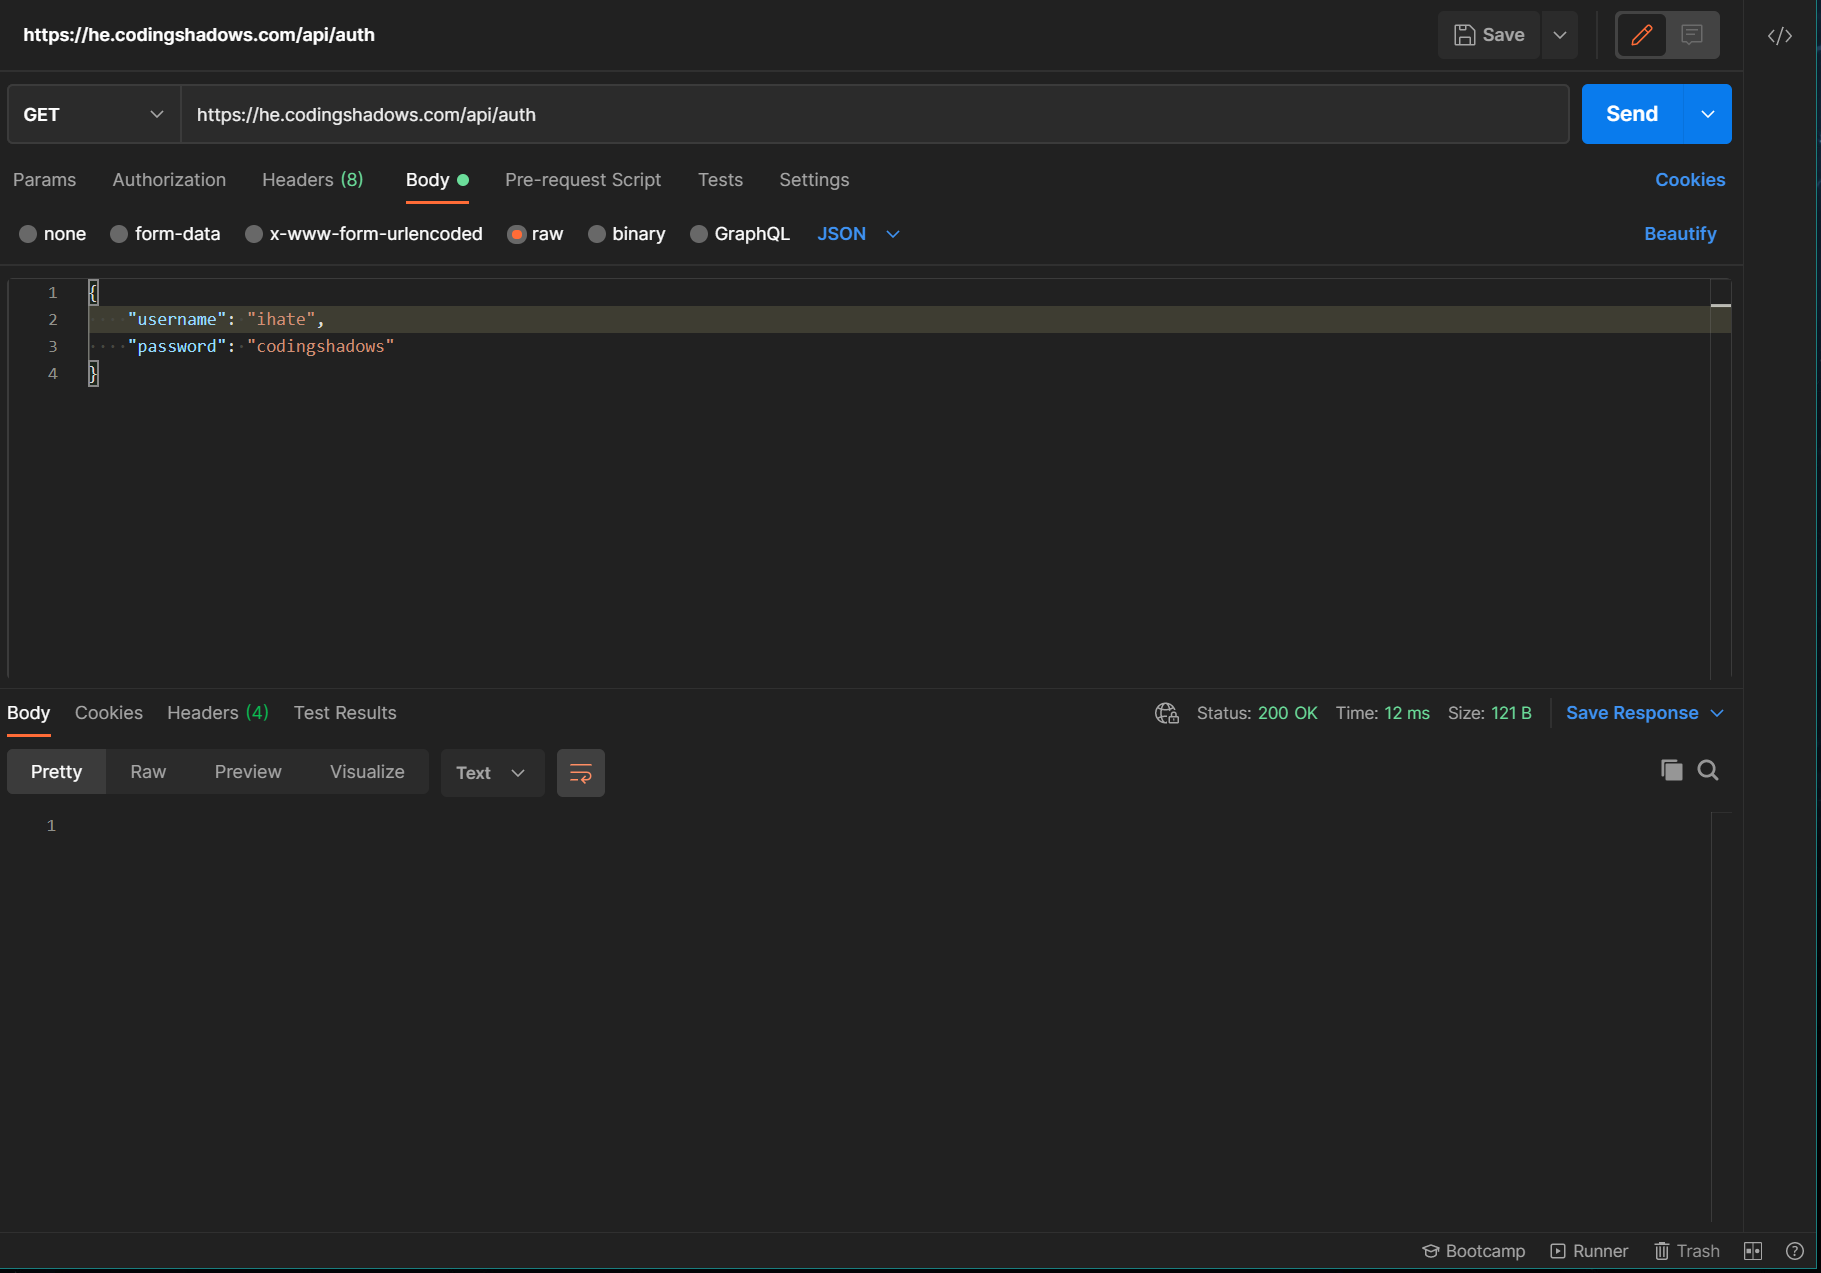 https://he.codingshadows.com/api/auth
Save
GET
https://he.codingshadows.com/api/auth
Send
Params Authorization Headers (8) Body Pre-request Script Tests Settings Cookies
none form-data x-www-form-urlencoded raw binary GraphQL JSON Beautify
1 {
2 "username": "ihate",
3 "password": "codingshadows"
4 }
Body Cookies Headers (4) Test Results Status: 200 OK Time: 12 ms Size: 121 B Save Response
Pretty Raw Preview Visualize Text
1
Bootcamp Runner Trash